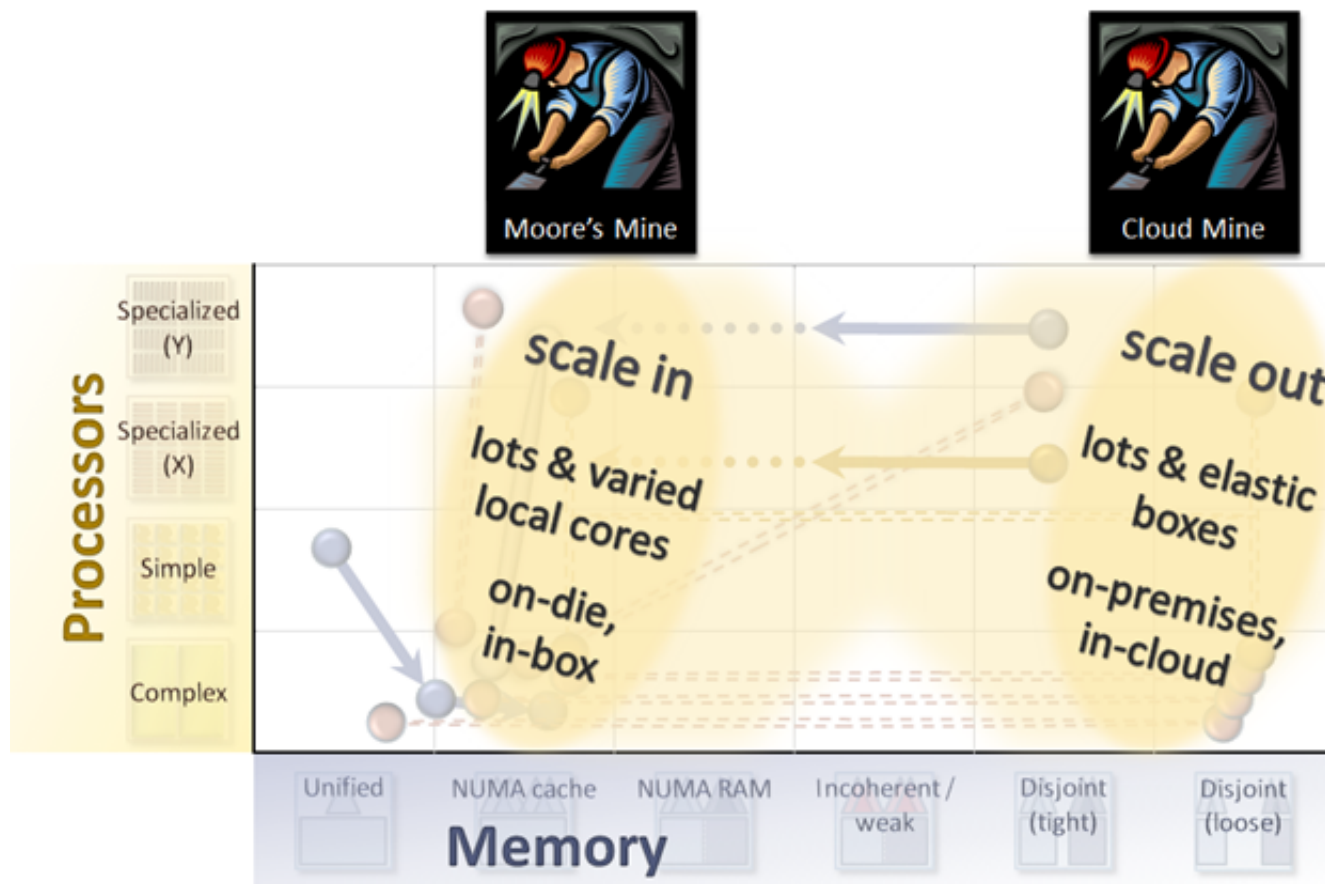 Moore's Mine
Cloud Mine
Processors
Specialized
(Y)
Specialized
(X)
Simple
Complex
scale in
lots & varied
local cores
on-die,
in-box
scale out
lots & elastic
boxes
on-premises,
in-cloud
Unified
NUMA cache
NUMA RAM
Incoherent /
weak
Disjoint
(tight)
Disjoint
(loose)
Memory